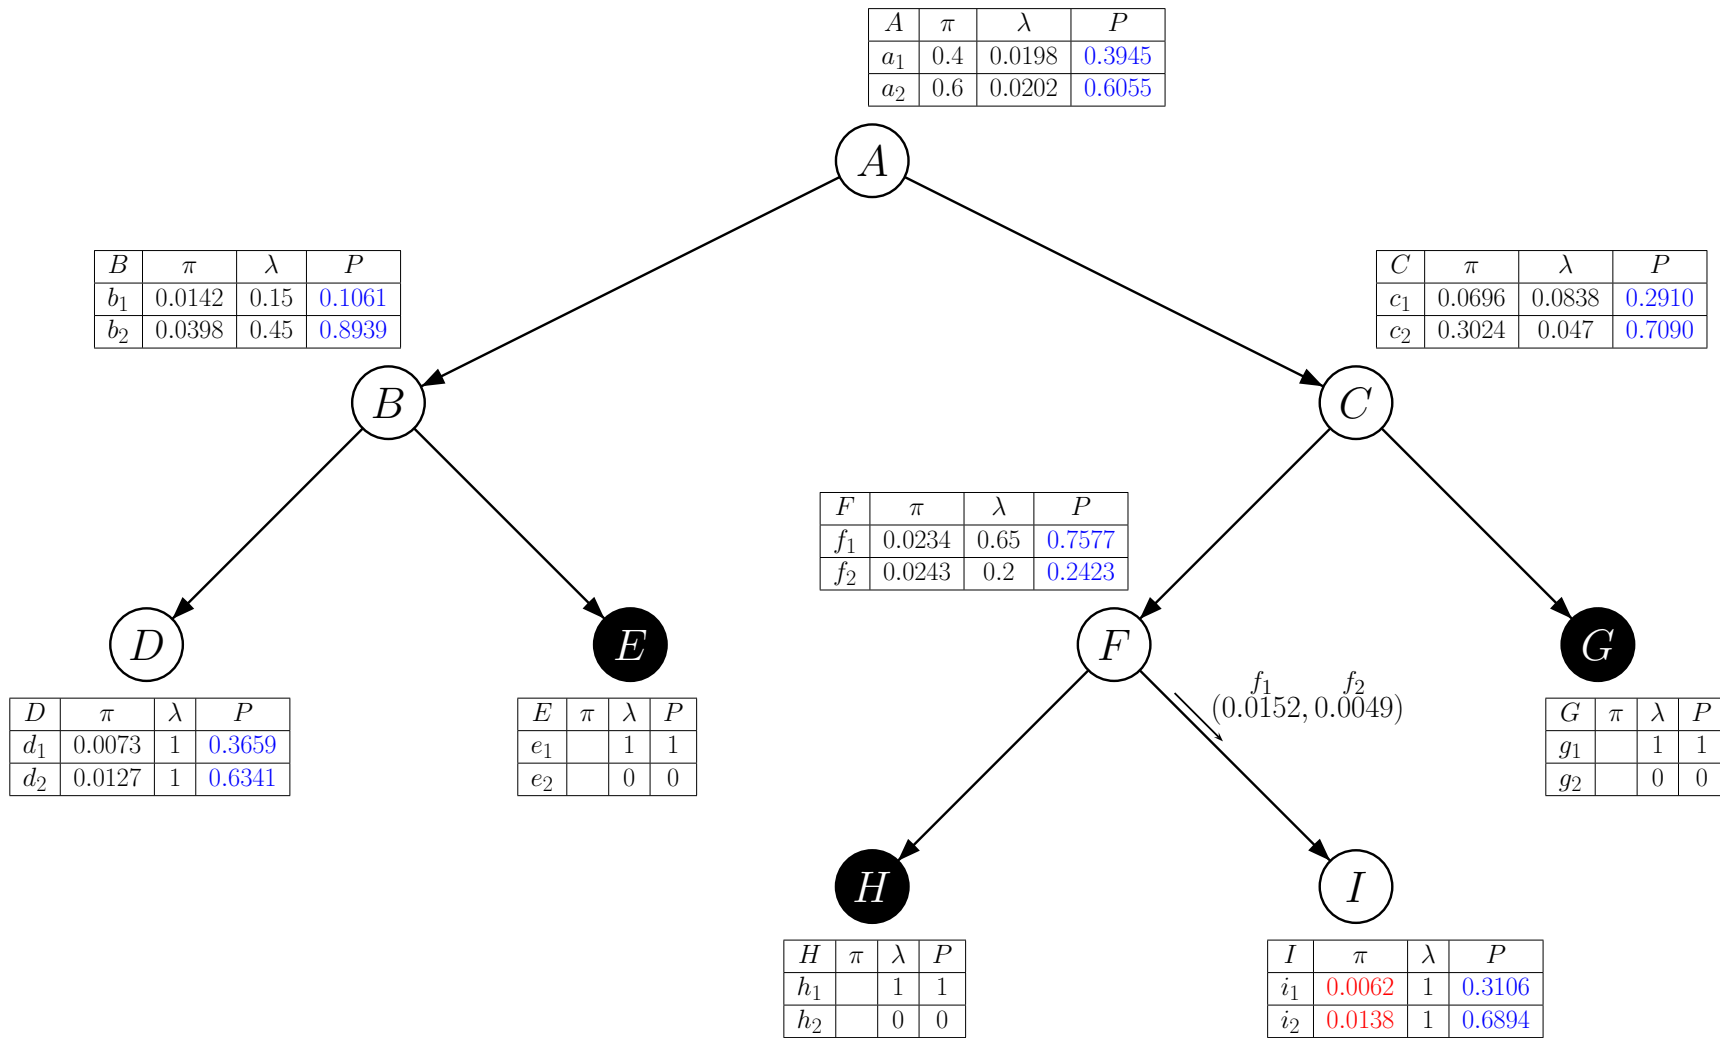 A π λ P
a₁ 0.4 0.0198 0.3945
a₂ 0.6 0.0202 0.6055
A
B π λ P
b₁ 0.0142 0.15 0.1061
b₂ 0.0398 0.45 0.8939
C π λ P
c₁ 0.0696 0.0838 0.2910
c₂ 0.3024 0.047 0.7090
B
C
F π λ P
f₁ 0.0234 0.65 0.7577
f₂ 0.0243 0.2 0.2423
D
E
F
G
f₁ f₂
(0.0152, 0.0049)
D π λ P
d₁ 0.0073 1 0.3659
d₂ 0.0127 1 0.6341
E π λ P
e₁ 1 1
e₂ 0 0
G π λ P
g₁ 1 1
g₂ 0 0
H
I
H π λ P
h₁ 1 1
h₂ 0 0
I π λ P
i₁ 0.0062 1 0.3106
i₂ 0.0138 1 0.6894